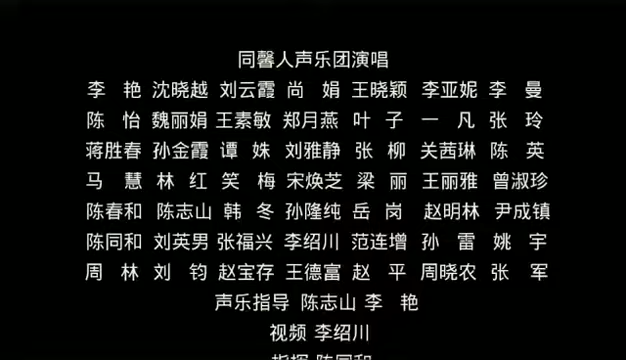 同馨人声乐团演唱
李 艳 沈晓越 刘云霞 尚 娟 王晓颖 李亚妮 李 曼
陈 怡 魏丽娟 王素敏 郑月燕 叶 子 一 凡 张 玲
蒋胜春 孙金霞 谭 姝 刘雅静 张 柳 关茜琳 陈 英
马 慧 林 红 笑 梅 宋焕芝 梁 丽 王丽雅 曾淑珍
陈春和 陈志山 韩 冬 孙隆纯 岳 岗 赵明林 尹成镇
陈同和 刘英男 张福兴 李绍川 范连增 孙 雷 姚 宇
周 林 刘 钧 赵宝存 王德富 赵 平 周晓农 张 军
声乐指导 陈志山 李 艳
视频 李绍川
指挥 陈同和